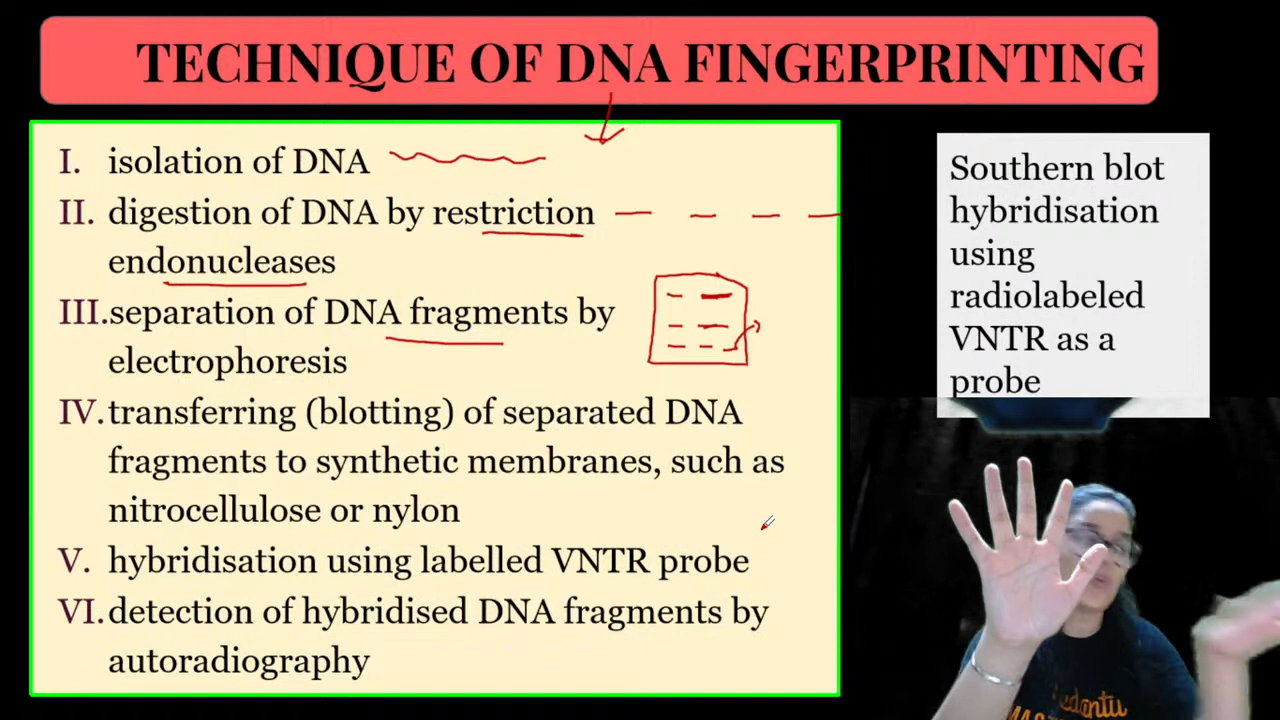 TECHNIQUE OF DNA FINGERPRINTING
I. isolation of DNA
II. digestion of DNA by restriction
endonucleases
III.separation of DNA fragments by
electrophoresis
IV. transferring (blotting) of separated DNA
fragments to synthetic membranes, such as
nitrocellulose or nylon
V. hybridisation using labelled VNTR probe
VI. detection of hybridised DNA fragments by
autoradiography
Southern blot
hybridisation
using
radiolabeled
VNTR as a
probe